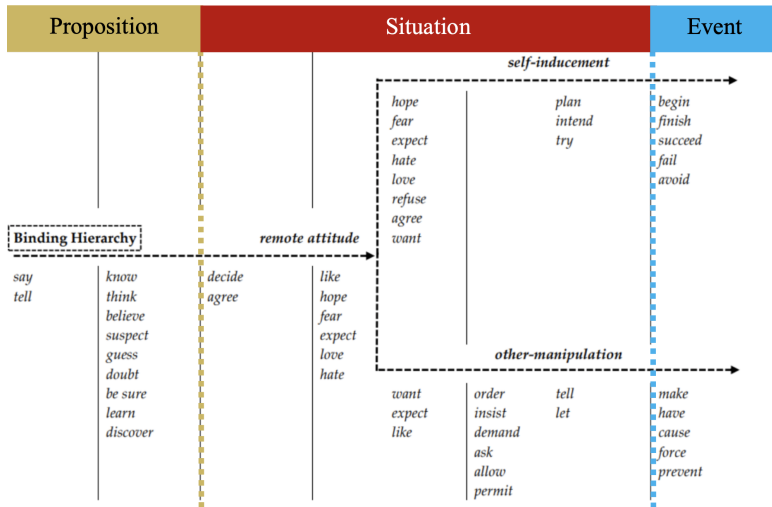 Proposition Situation Event
self-inducement
hope plan begin
fear intend finish
expect try succeed
hate fail
love avoid
refuse
agree
want
Binding Hierarchy remote attitude
say know decide like
tell think agree hope
believe fear
suspect expect
guess love
doubt hate
be sure
learn
discover
other-manipulation
want order tell make
expect insist let have
like demand cause
ask force
allow prevent
permit